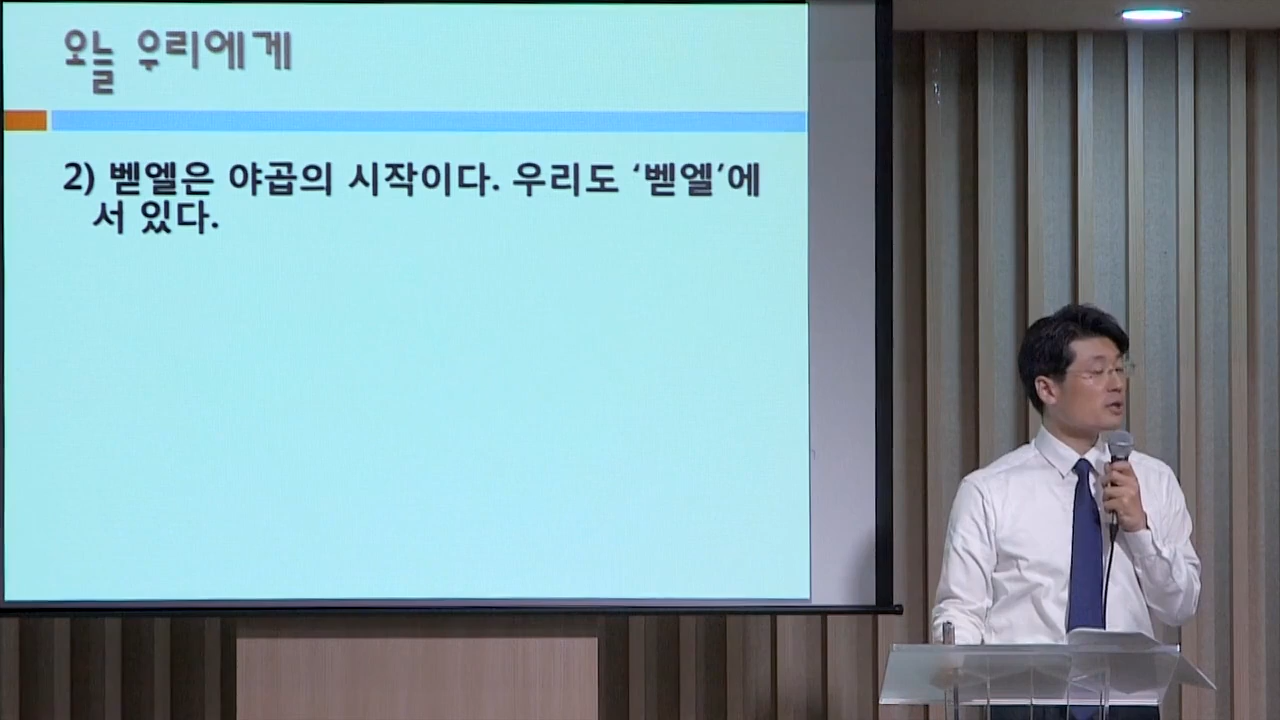 오늘 우리에게
2) 벧엘은 야곱의 시작이다. 우리도 ‘벧엘’에
서 있다.